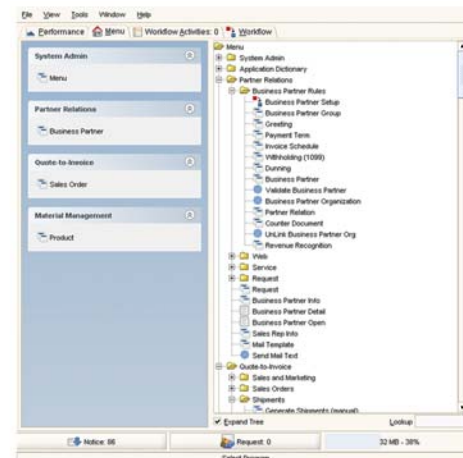 File View Tools Window Help
Performance Menu Workflow Activities: 0 Workflow
System Admin
Menu
Partner Relations
Business Partner
Quote-to-Invoice
Sales Order
Material Management
Product
Menu
System Admin
Application Dictionary
Partner Relations
Business Partner Rules
Business Partner Setup
Business Partner Group
Greeting
Payment Term
Invoice Schedule
Withholding (1099)
Dunning
Business Partner
Validate Business Partner
Business Partner Organization
Partner Relation
Counter Document
UnLink Business Partner Org
Revenue Recognition
Web
Service
Request
Request
Business Partner Info
Business Partner Detail
Business Partner Open
Sales Rep Info
Mail Template
Send Mail Text
Quote-to-Invoice
Sales and Marketing
Sales Orders
Shipments
Generate Shipments (manual)
Expand Tree Lookup
Notice: 86 Request: 0 32 MB - 38%
Select Program